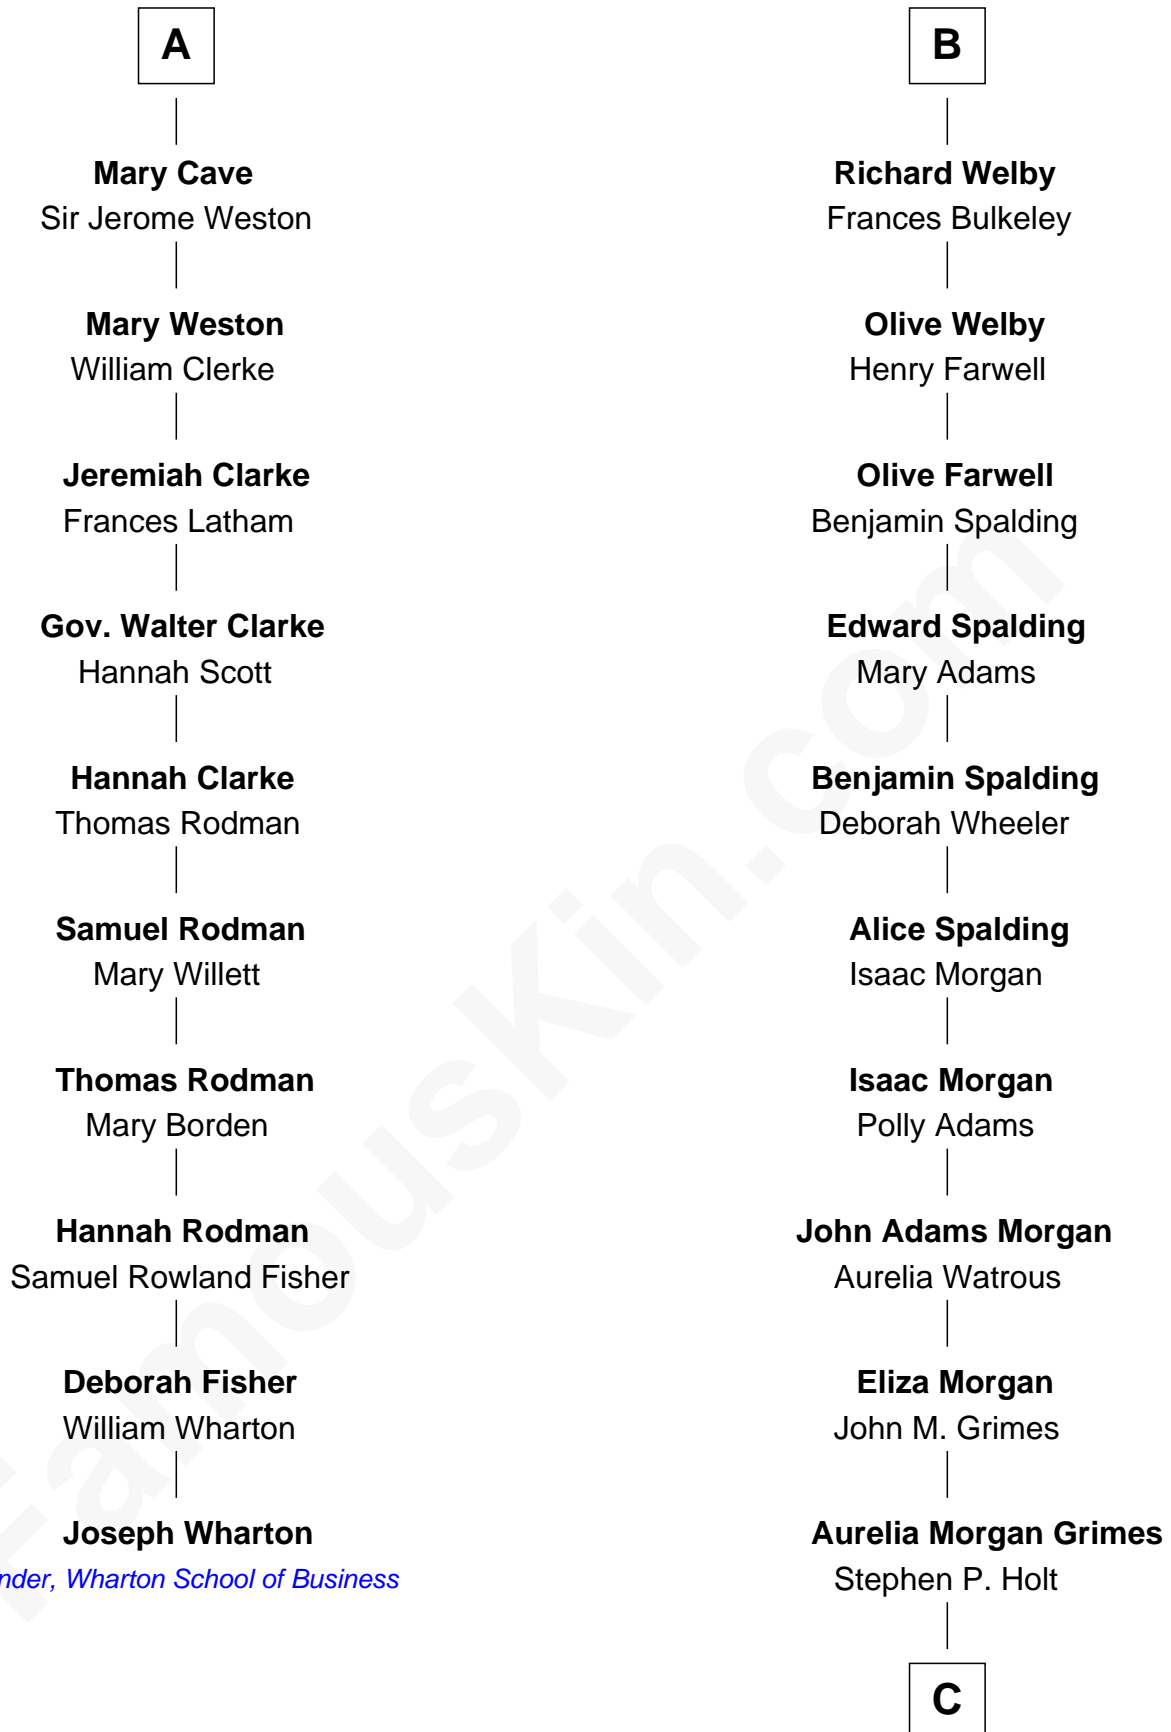 A
Mary Cave
Sir Jerome Weston
Mary Weston
William Clerke
Jeremiah Clarke
Frances Latham
Gov. Walter Clarke
Hannah Scott
Hannah Clarke
Thomas Rodman
Samuel Rodman
Mary Willett
Thomas Rodman
Mary Borden
Hannah Rodman
Samuel Rowland Fisher
Deborah Fisher
William Wharton
Joseph Wharton
nder, Wharton School of Business
B
Richard Welby
Frances Bulkeley
Olive Welby
Henry Farwell
Olive Farwell
Benjamin Spalding
Edward Spalding
Mary Adams
Benjamin Spalding
Deborah Wheeler
Alice Spalding
Isaac Morgan
Isaac Morgan
Polly Adams
John Adams Morgan
Aurelia Watrous
Eliza Morgan
John M. Grimes
Aurelia Morgan Grimes
Stephen P. Holt
C
FamousKin.com